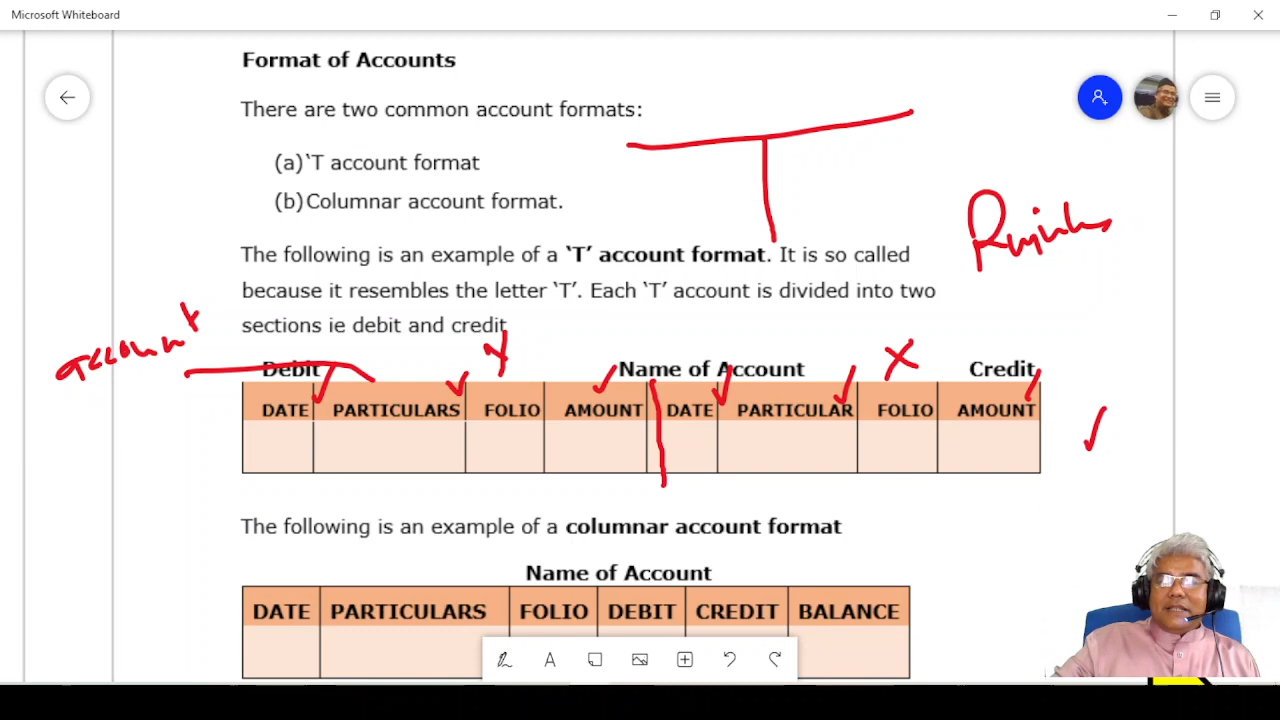 Microsoft Whiteboard
Format of Accounts
There are two common account formats:
(a) ‘T account format
(b) Columnar account format.
The following is an example of a ‘T’ account format. It is so called
because it resembles the letter ‘T’. Each ‘T’ account is divided into two
sections ie debit and credit
account
Debit Name of Account Credit
DATE PARTICULARS FOLIO AMOUNT DATE PARTICULAR FOLIO AMOUNT
The following is an example of a columnar account format
Name of Account
DATE PARTICULARS FOLIO DEBIT CREDIT BALANCE